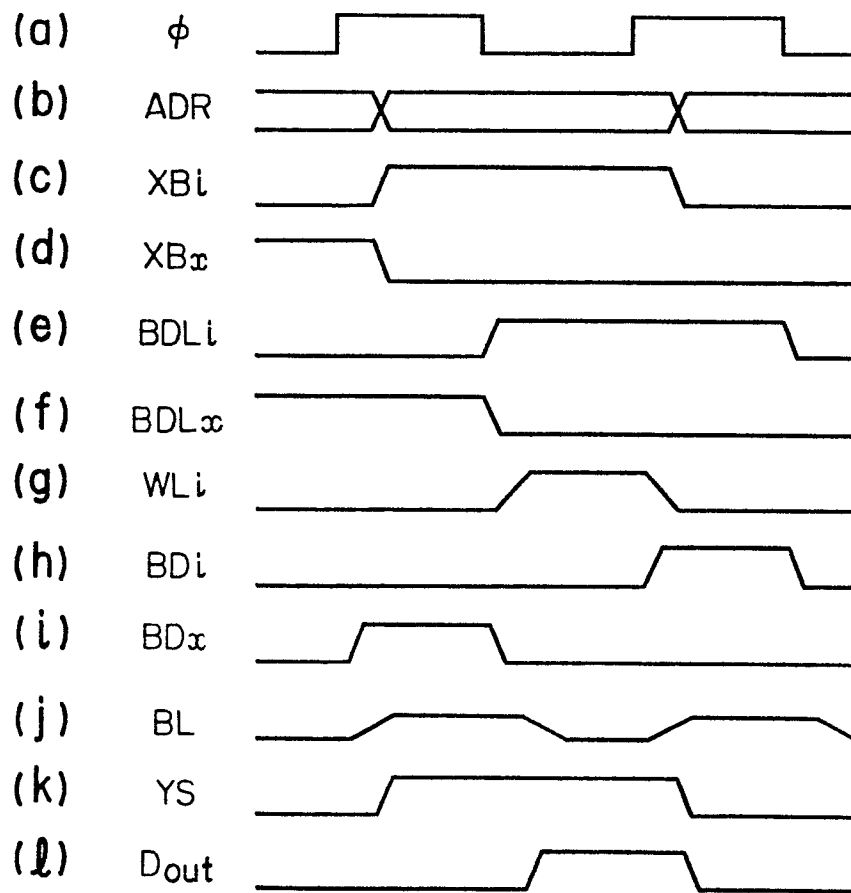 (a) ϕ
(b) ADR
(c) XBi
(d) XBx
(e) BDLi
(f) BDLx
(g) WLi
(h) BDi
(i) BDx
(j) BL
(k) YS
(ℓ) Dout